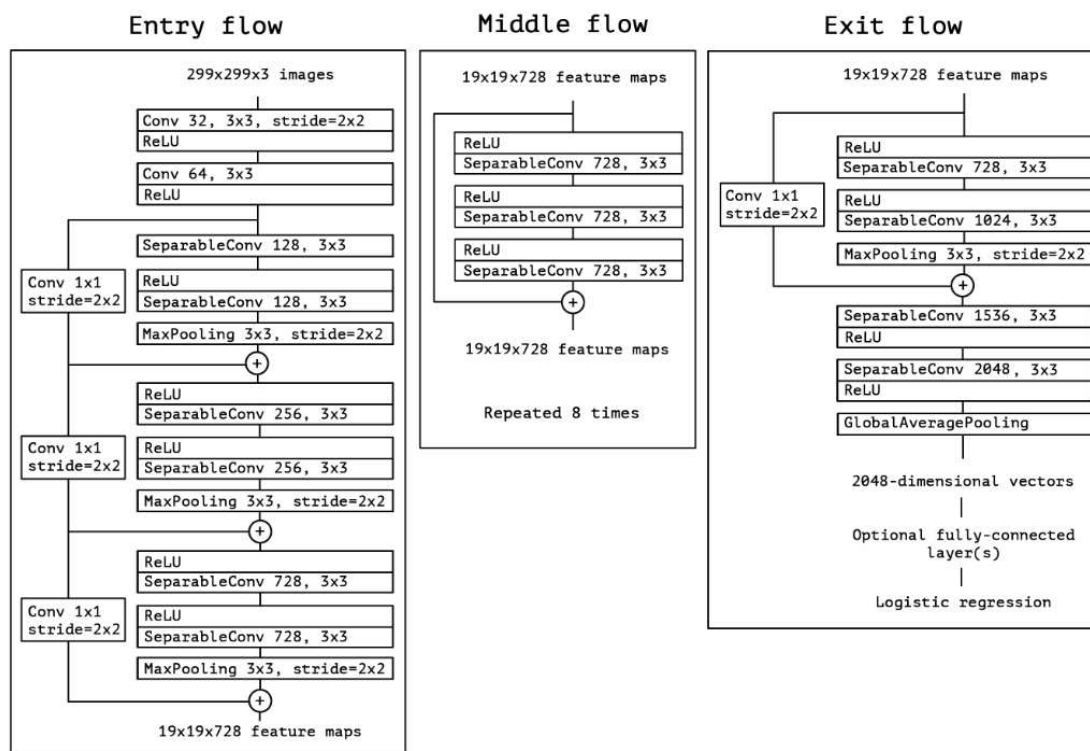 Entry flow
299x299x3 images
Conv 32, 3x3, stride=2x2
ReLU
Conv 64, 3x3
ReLU
SeparableConv 128, 3x3
Conv 1x1
stride=2x2
ReLU
SeparableConv 128, 3x3
MaxPooling 3x3, stride=2x2
+
ReLU
SeparableConv 256, 3x3
Conv 1x1
stride=2x2
ReLU
SeparableConv 256, 3x3
MaxPooling 3x3, stride=2x2
+
ReLU
SeparableConv 728, 3x3
Conv 1x1
stride=2x2
ReLU
SeparableConv 728, 3x3
MaxPooling 3x3, stride=2x2
+
19x19x728 feature maps
Middle flow
19x19x728 feature maps
ReLU
SeparableConv 728, 3x3
ReLU
SeparableConv 728, 3x3
ReLU
SeparableConv 728, 3x3
+
19x19x728 feature maps
Repeated 8 times
Exit flow
19x19x728 feature maps
ReLU
SeparableConv 728, 3x3
Conv 1x1
stride=2x2
ReLU
SeparableConv 1024, 3x3
MaxPooling 3x3, stride=2x2
+
SeparableConv 1536, 3x3
ReLU
SeparableConv 2048, 3x3
ReLU
GlobalAveragePooling
2048-dimensional vectors
Optional fully-connected
layer(s)
Logistic regression